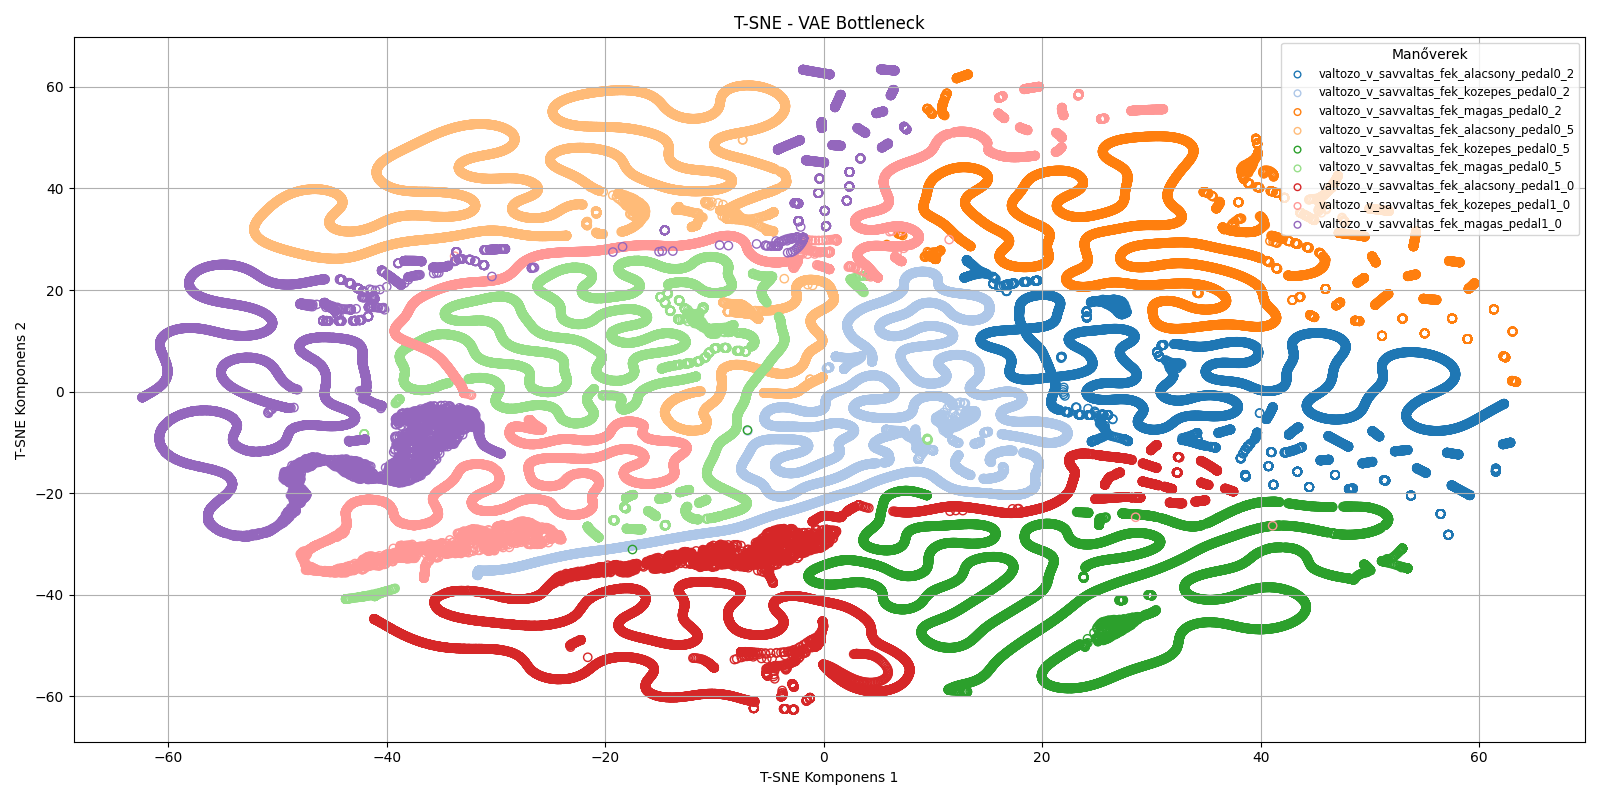 T-SNE - VAE Bottleneck
Manőverek
valtozo_v_savvaltas_fek_alacsony_pedal0_2
valtozo_v_savvaltas_fek_kozepes_pedal0_2
valtozo_v_savvaltas_fek_magas_pedal0_2
valtozo_v_savvaltas_fek_alacsony_pedal0_5
valtozo_v_savvaltas_fek_kozepes_pedal0_5
valtozo_v_savvaltas_fek_magas_pedal0_5
valtozo_v_savvaltas_fek_alacsony_pedal1_0
valtozo_v_savvaltas_fek_kozepes_pedal1_0
valtozo_v_savvaltas_fek_magas_pedal1_0
T-SNE Komponens 2
60
40
20
0
−20
−40
−60
−60
−40
−20
0
20
40
60
T-SNE Komponens 1